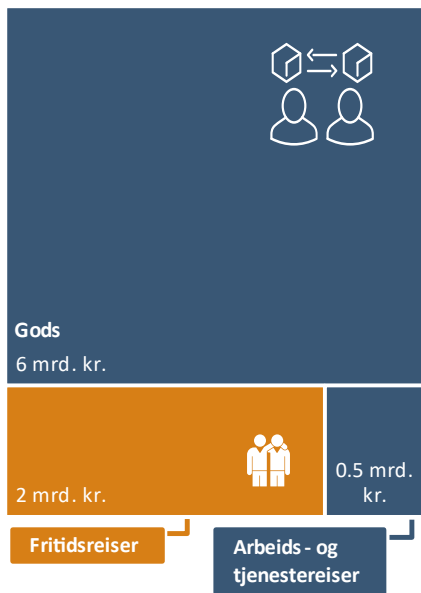 Gods
6 mrd. kr.
2 mrd. kr.
0.5 mrd.
kr.
Fritidsreiser
Arbeids- og
tjenestereiser